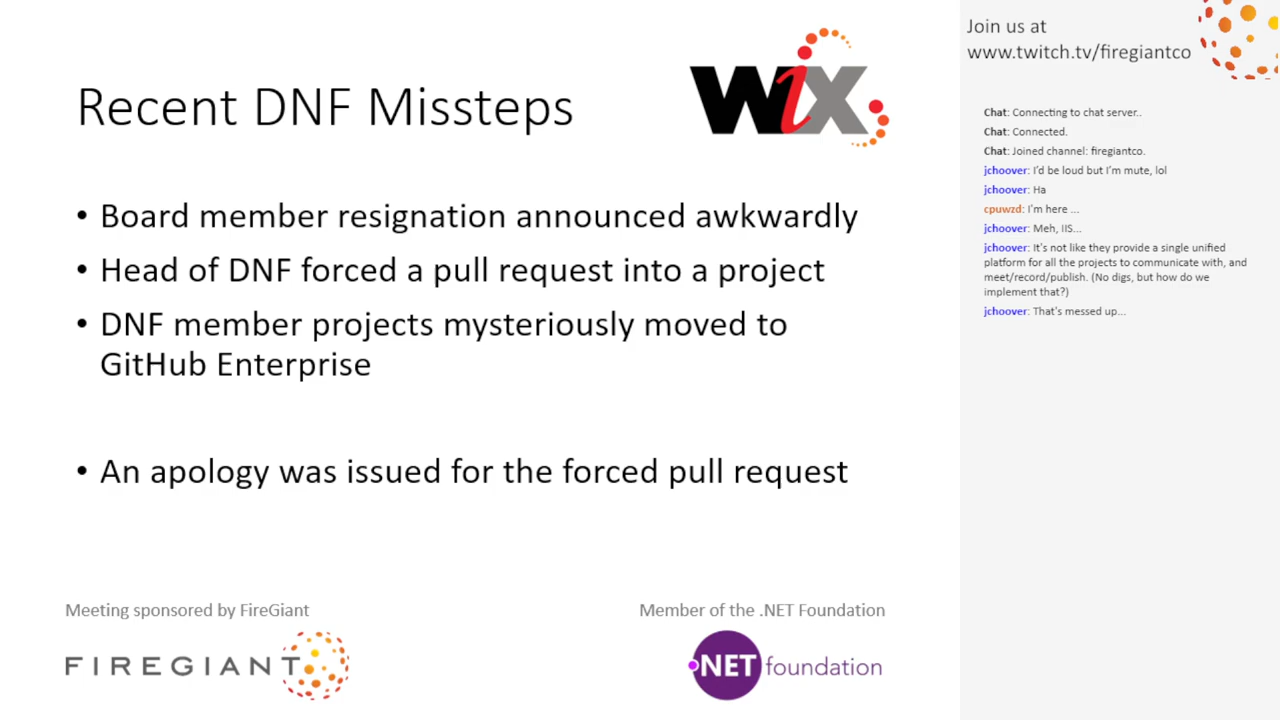 Recent DNF Missteps
WiX
• Board member resignation announced awkwardly
• Head of DNF forced a pull request into a project
• DNF member projects mysteriously moved to
GitHub Enterprise
• An apology was issued for the forced pull request
Meeting sponsored by FireGiant
FIREGIANT
Member of the .NET Foundation
.NET foundation
Join us at
www.twitch.tv/firegiantco
Chat: Connecting to chat server..
Chat: Connected.
Chat: Joined channel: firegiantco.
jchoover: I'd be loud but I'm mute, lol
jchoover: Ha
cpuwzd: I'm here ...
jchoover: Meh, IIS...
jchoover: It's not like they provide a single unified
platform for all the projects to communicate with, and
meet/record/publish. (No digs, but how do we
implement that?)
jchoover: That's messed up...